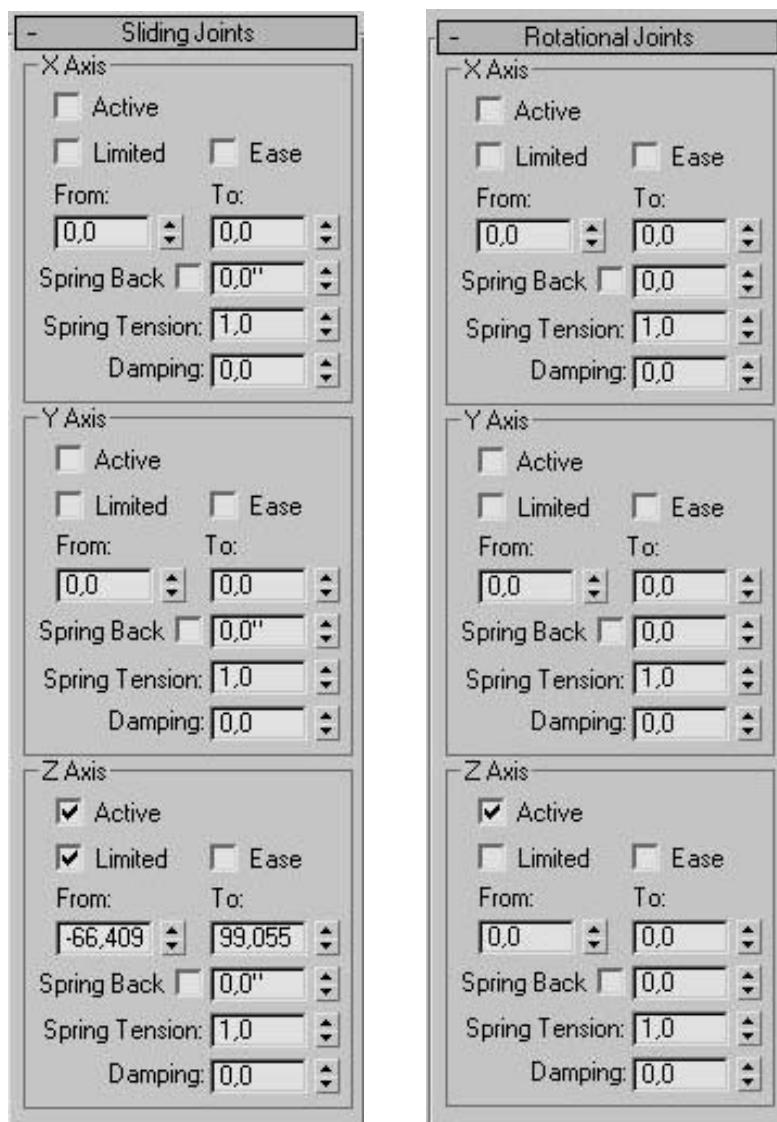 - Sliding Joints
X Axis
Active
Limited Ease
From: To:
0,0 0,0
Spring Back 0,0"
Spring Tension: 1,0
Damping: 0,0
Y Axis
Active
Limited Ease
From: To:
0,0 0,0
Spring Back 0,0"
Spring Tension: 1,0
Damping: 0,0
Z Axis
Active
Limited Ease
From: To:
-66,409 99,055
Spring Back 0,0"
Spring Tension: 1,0
Damping: 0,0
- Rotational Joints
X Axis
Active
Limited Ease
From: To:
0,0 0,0
Spring Back 0,0
Spring Tension: 1,0
Damping: 0,0
Y Axis
Active
Limited Ease
From: To:
0,0 0,0
Spring Back 0,0
Spring Tension: 1,0
Damping: 0,0
Z Axis
Active
Limited Ease
From: To:
0,0 0,0
Spring Back 0,0
Spring Tension: 1,0
Damping: 0,0